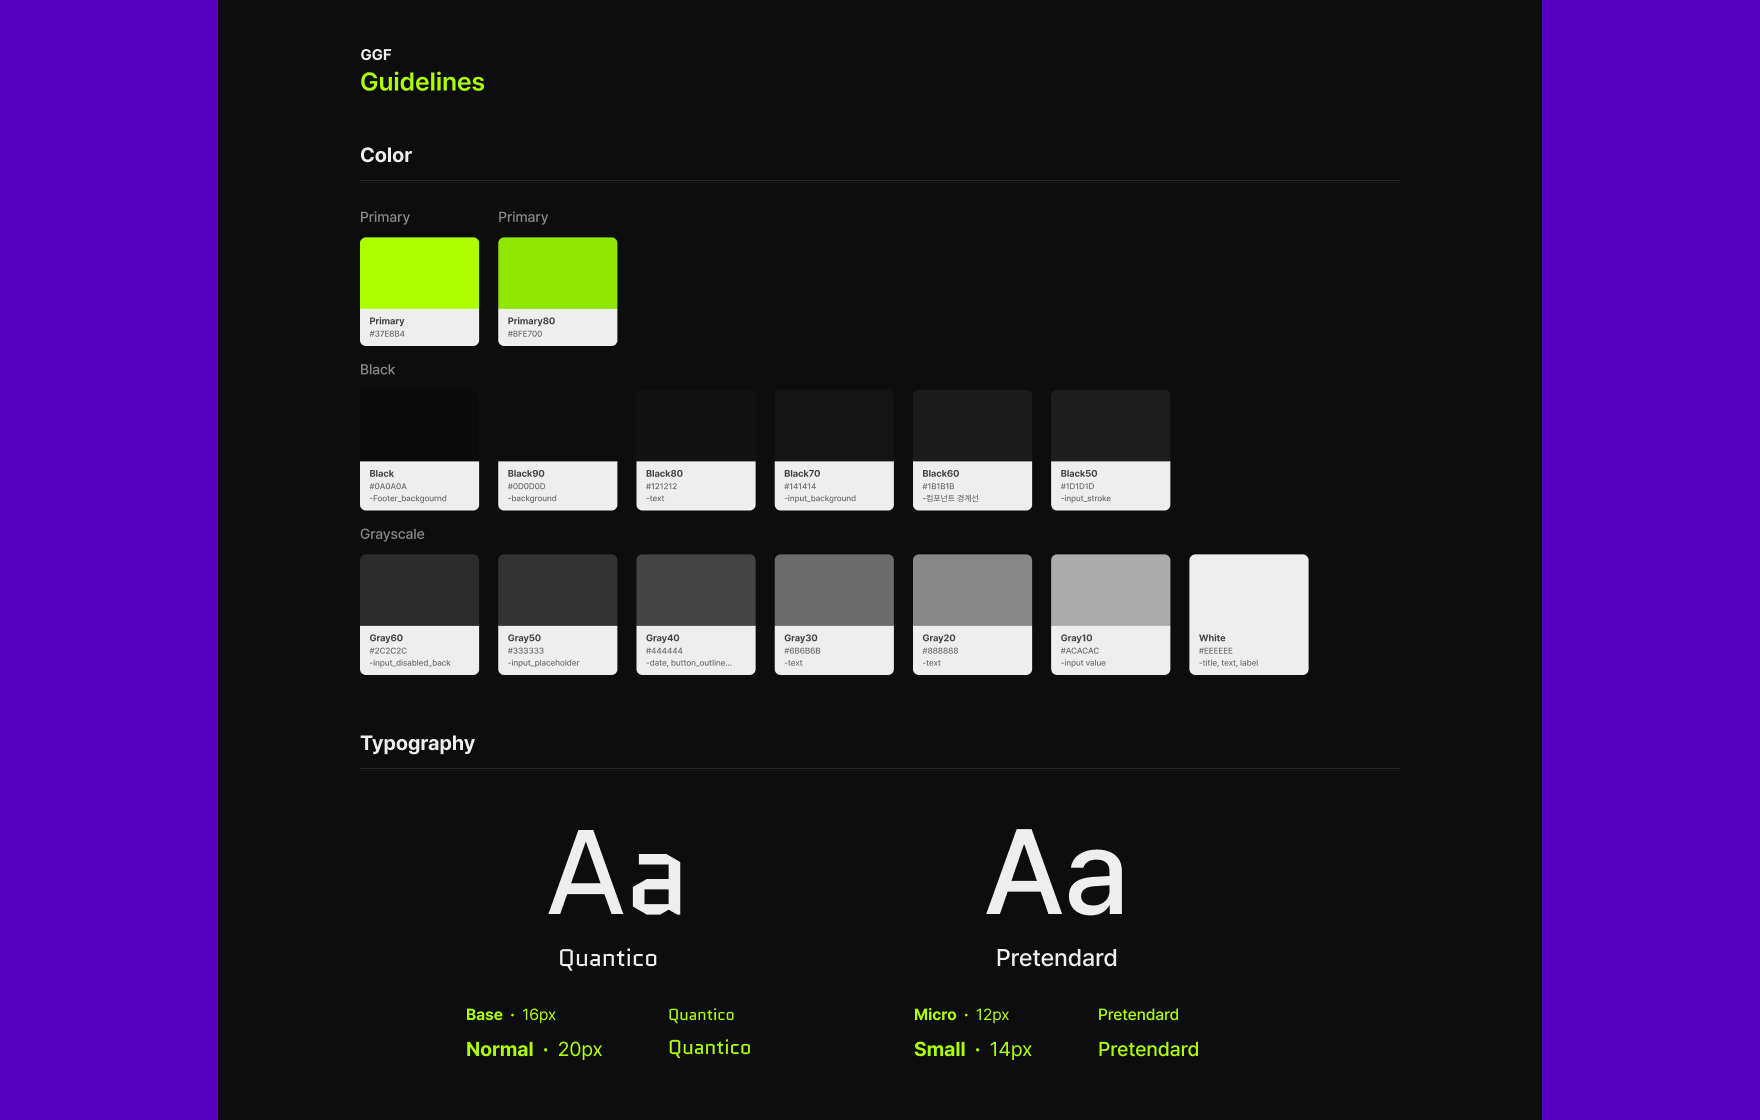 GGF
Guidelines
Color
Primary
Primary
Primary
#37E8B4
Primary80
#8FE700
Black
Black
#0A0A0A
-Footer_backgournd
Black90
#0D0D0D
-background
Black80
#121212
-text
Black70
#141414
-input_background
Black60
#1B1B1B
-컴포넌트 경계선
Black50
#1D1D1D
-input_stroke
Grayscale
Gray60
#2C2C2C
-input_disabled_back
Gray50
#333333
-input_placeholder
Gray40
#444444
-date, button_outline...
Gray30
#6B6B6B
-text
Gray20
#888888
-text
Gray10
#ACACAC
-input value
White
#EEEEEE
-title, text, label
Typography
Aa
Quantico
Base · 16px Quantico
Normal · 20px Quantico
Aa
Pretendard
Micro · 12px Pretendard
Small · 14px Pretendard